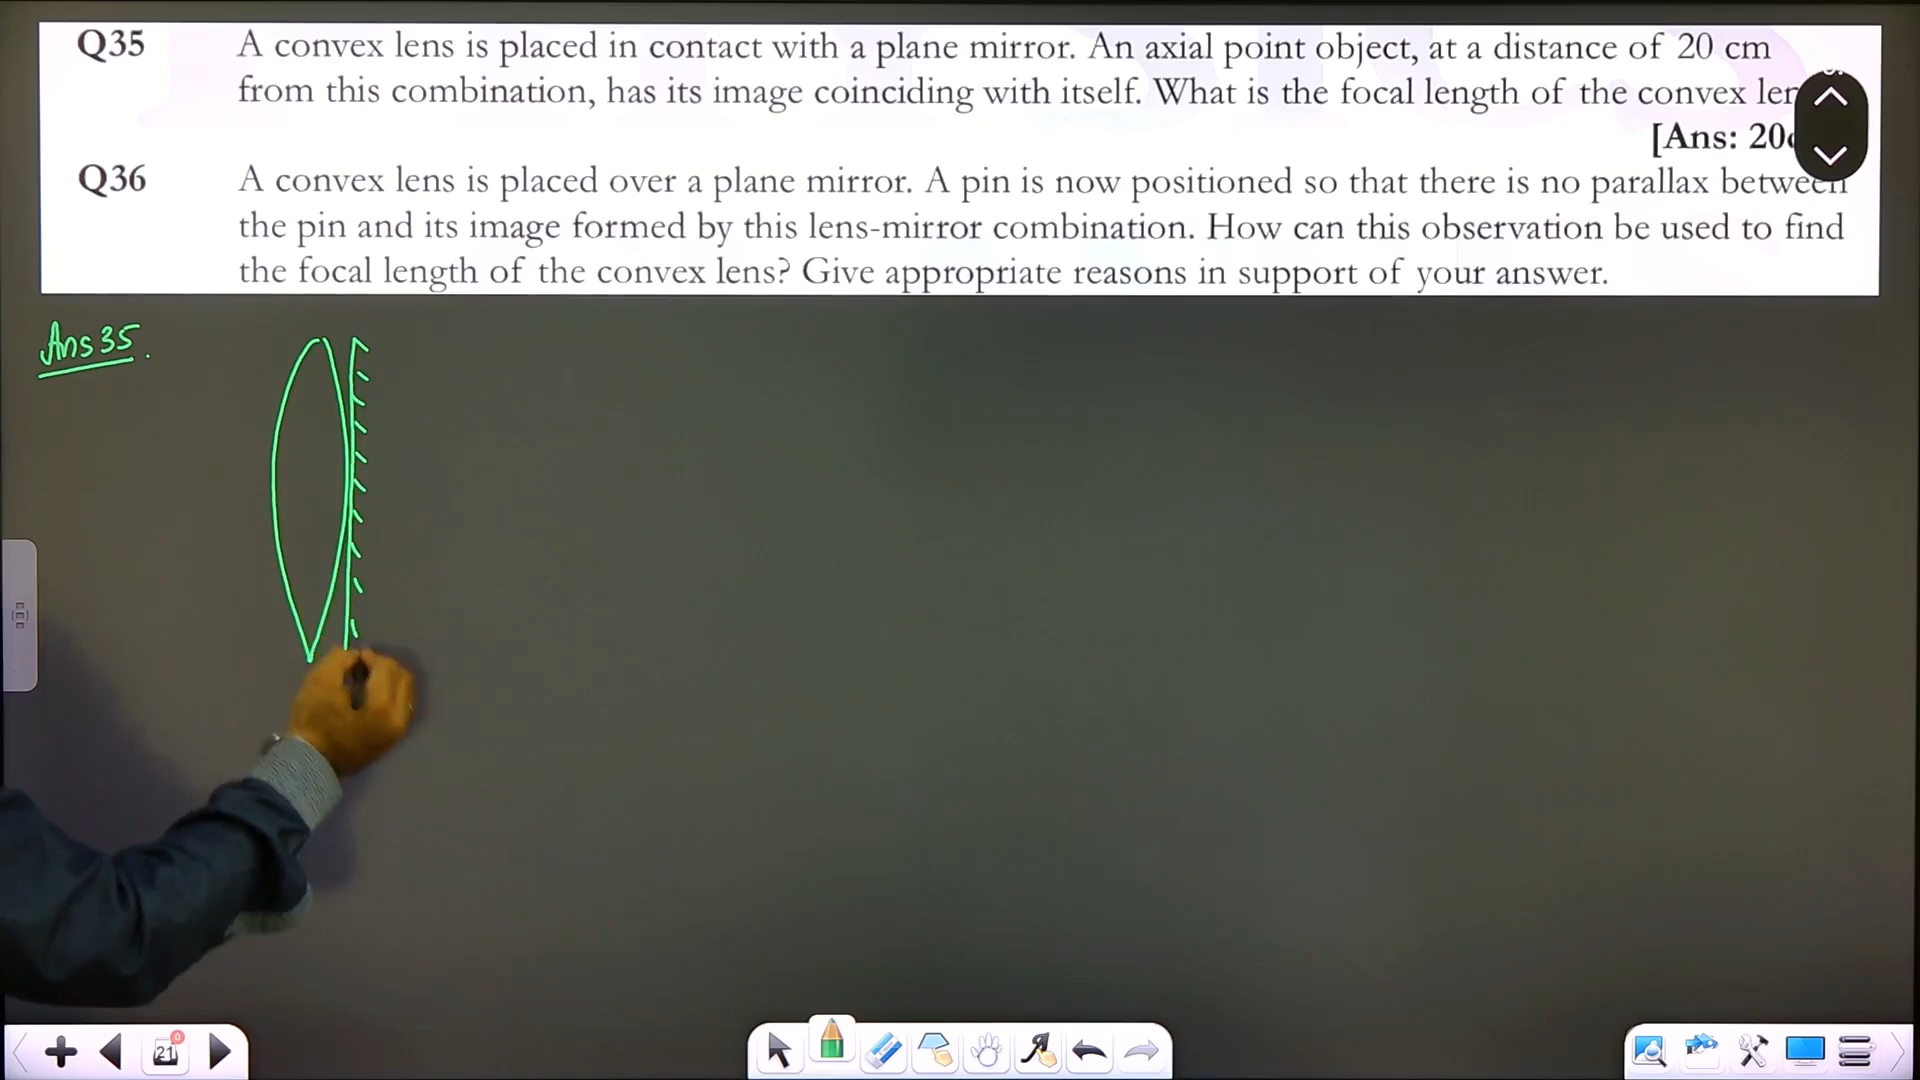 Q35 A convex lens is placed in contact with a plane mirror. An axial point object, at a distance of 20 cm
from this combination, has its image coinciding with itself. What is the focal length of the convex
[Ans: 20
Q36 A convex lens is placed over a plane mirror. A pin is now positioned so that there is no parallax between
the pin and its image formed by this lens-mirror combination. How can this observation be used to find
the focal length of the convex lens? Give appropriate reasons in support of your answer.
Ans 35.
21
0